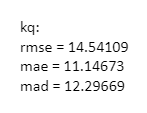 kq:
rmse = 14.54109
mae = 11.14673
mad = 12.29669